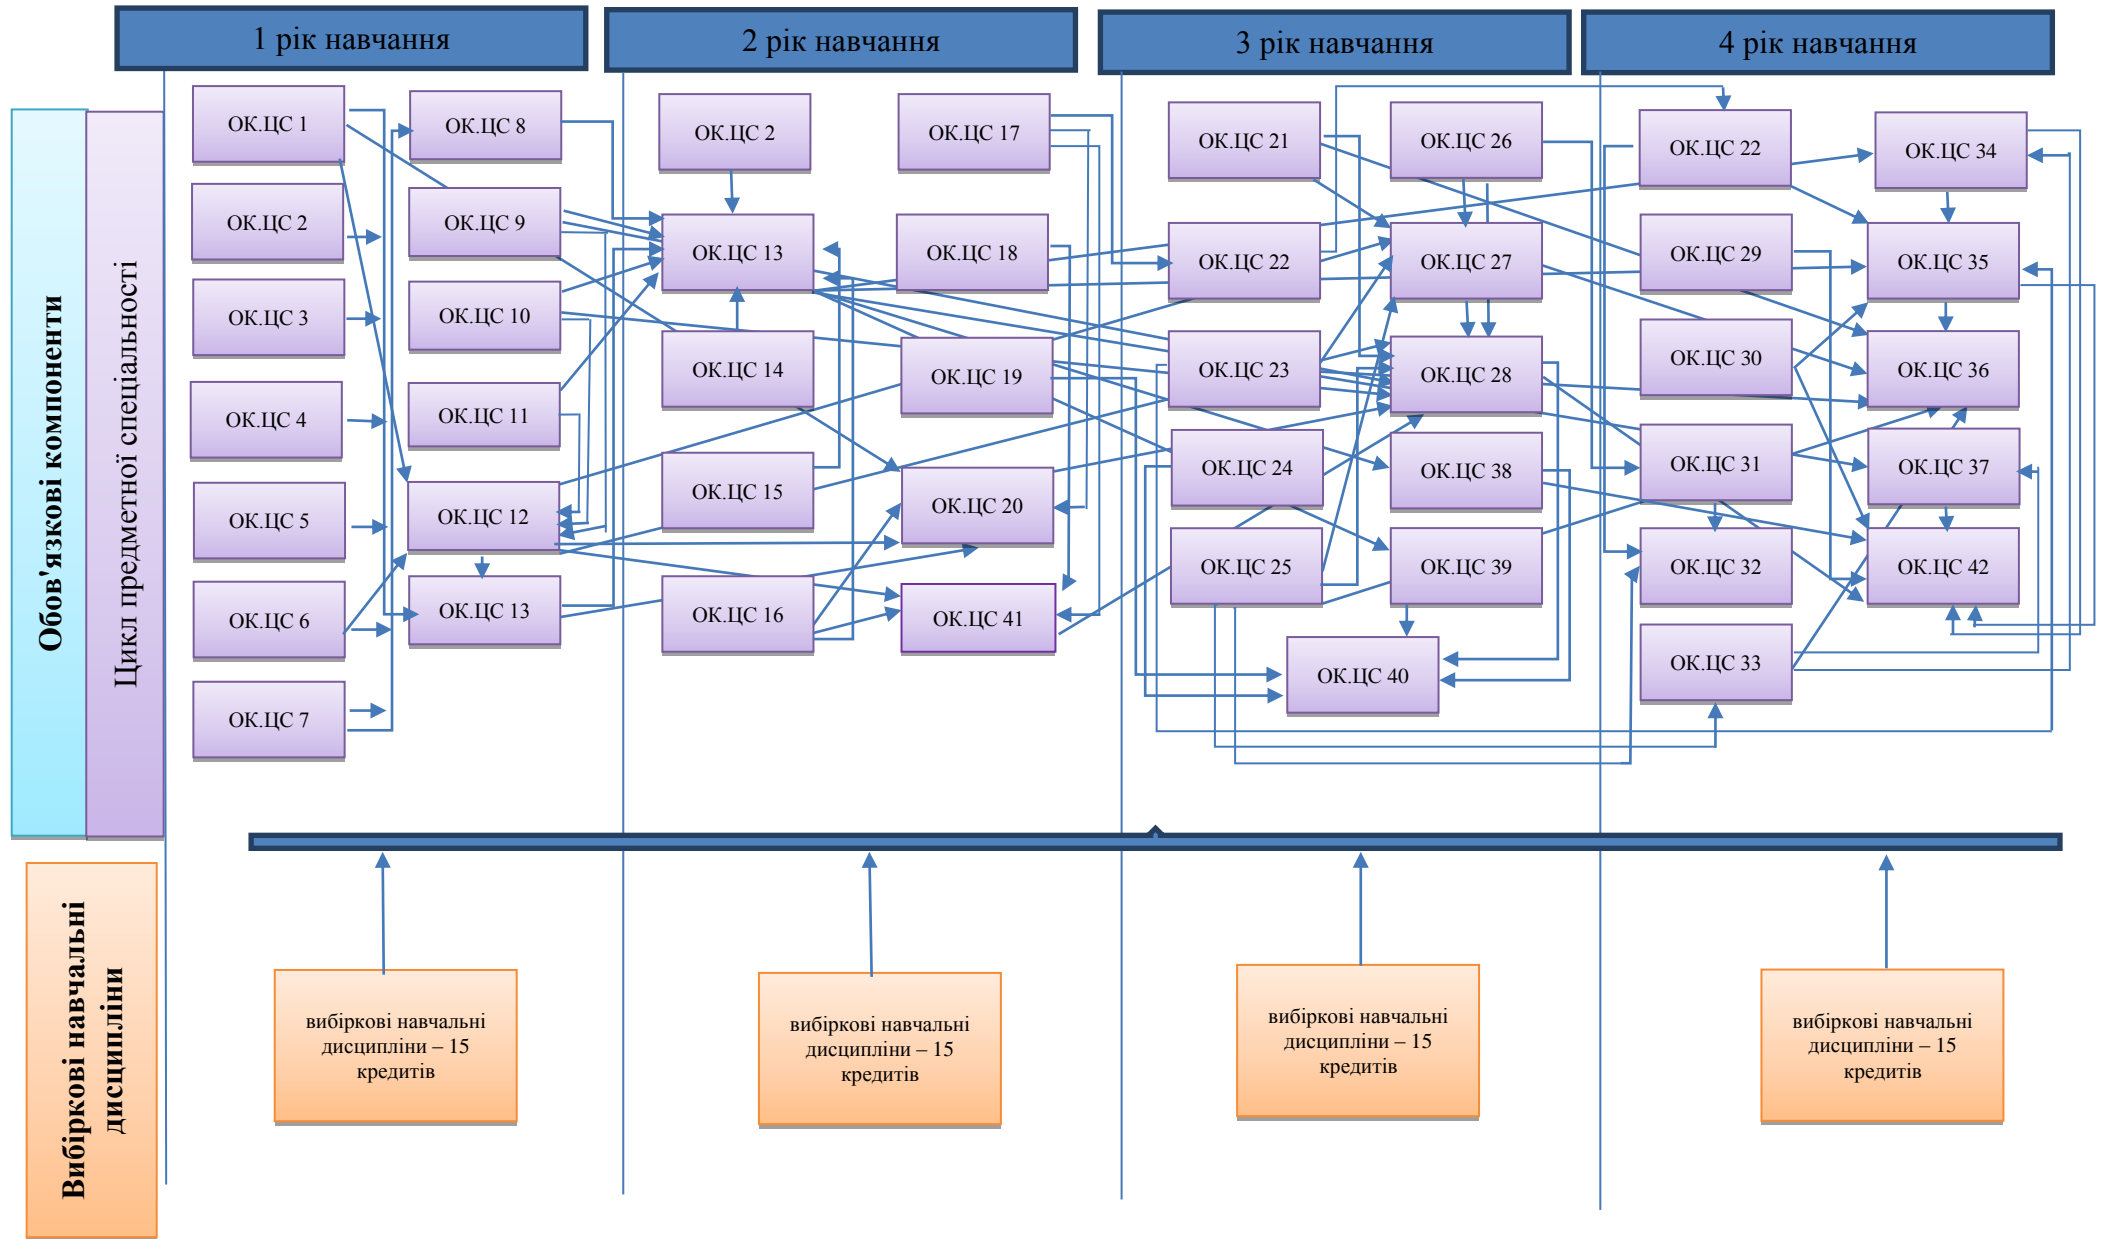 1 рік навчання
2 рік навчання
3 рік навчання
4 рік навчання
Обов'язкові компоненти
Цикл предметної спеціальності
ОК.ЦС 1
ОК.ЦС 2
ОК.ЦС 3
ОК.ЦС 4
ОК.ЦС 5
ОК.ЦС 6
ОК.ЦС 7
ОК.ЦС 8
ОК.ЦС 9
ОК.ЦС 10
ОК.ЦС 11
ОК.ЦС 12
ОК.ЦС 13
ОК.ЦС 2
ОК.ЦС 13
ОК.ЦС 14
ОК.ЦС 15
ОК.ЦС 16
ОК.ЦС 17
ОК.ЦС 18
ОК.ЦС 19
ОК.ЦС 20
ОК.ЦС 41
ОК.ЦС 21
ОК.ЦС 22
ОК.ЦС 23
ОК.ЦС 24
ОК.ЦС 25
ОК.ЦС 26
ОК.ЦС 27
ОК.ЦС 28
ОК.ЦС 38
ОК.ЦС 39
ОК.ЦС 40
ОК.ЦС 22
ОК.ЦС 29
ОК.ЦС 30
ОК.ЦС 31
ОК.ЦС 32
ОК.ЦС 33
ОК.ЦС 34
ОК.ЦС 35
ОК.ЦС 36
ОК.ЦС 37
ОК.ЦС 42
Вибіркові навчальні
дисципліни
вибіркові навчальні
дисципліни – 15
кредитів
вибіркові навчальні
дисципліни – 15
кредитів
вибіркові навчальні
дисципліни – 15
кредитів
вибіркові навчальні
дисципліни – 15
кредитів